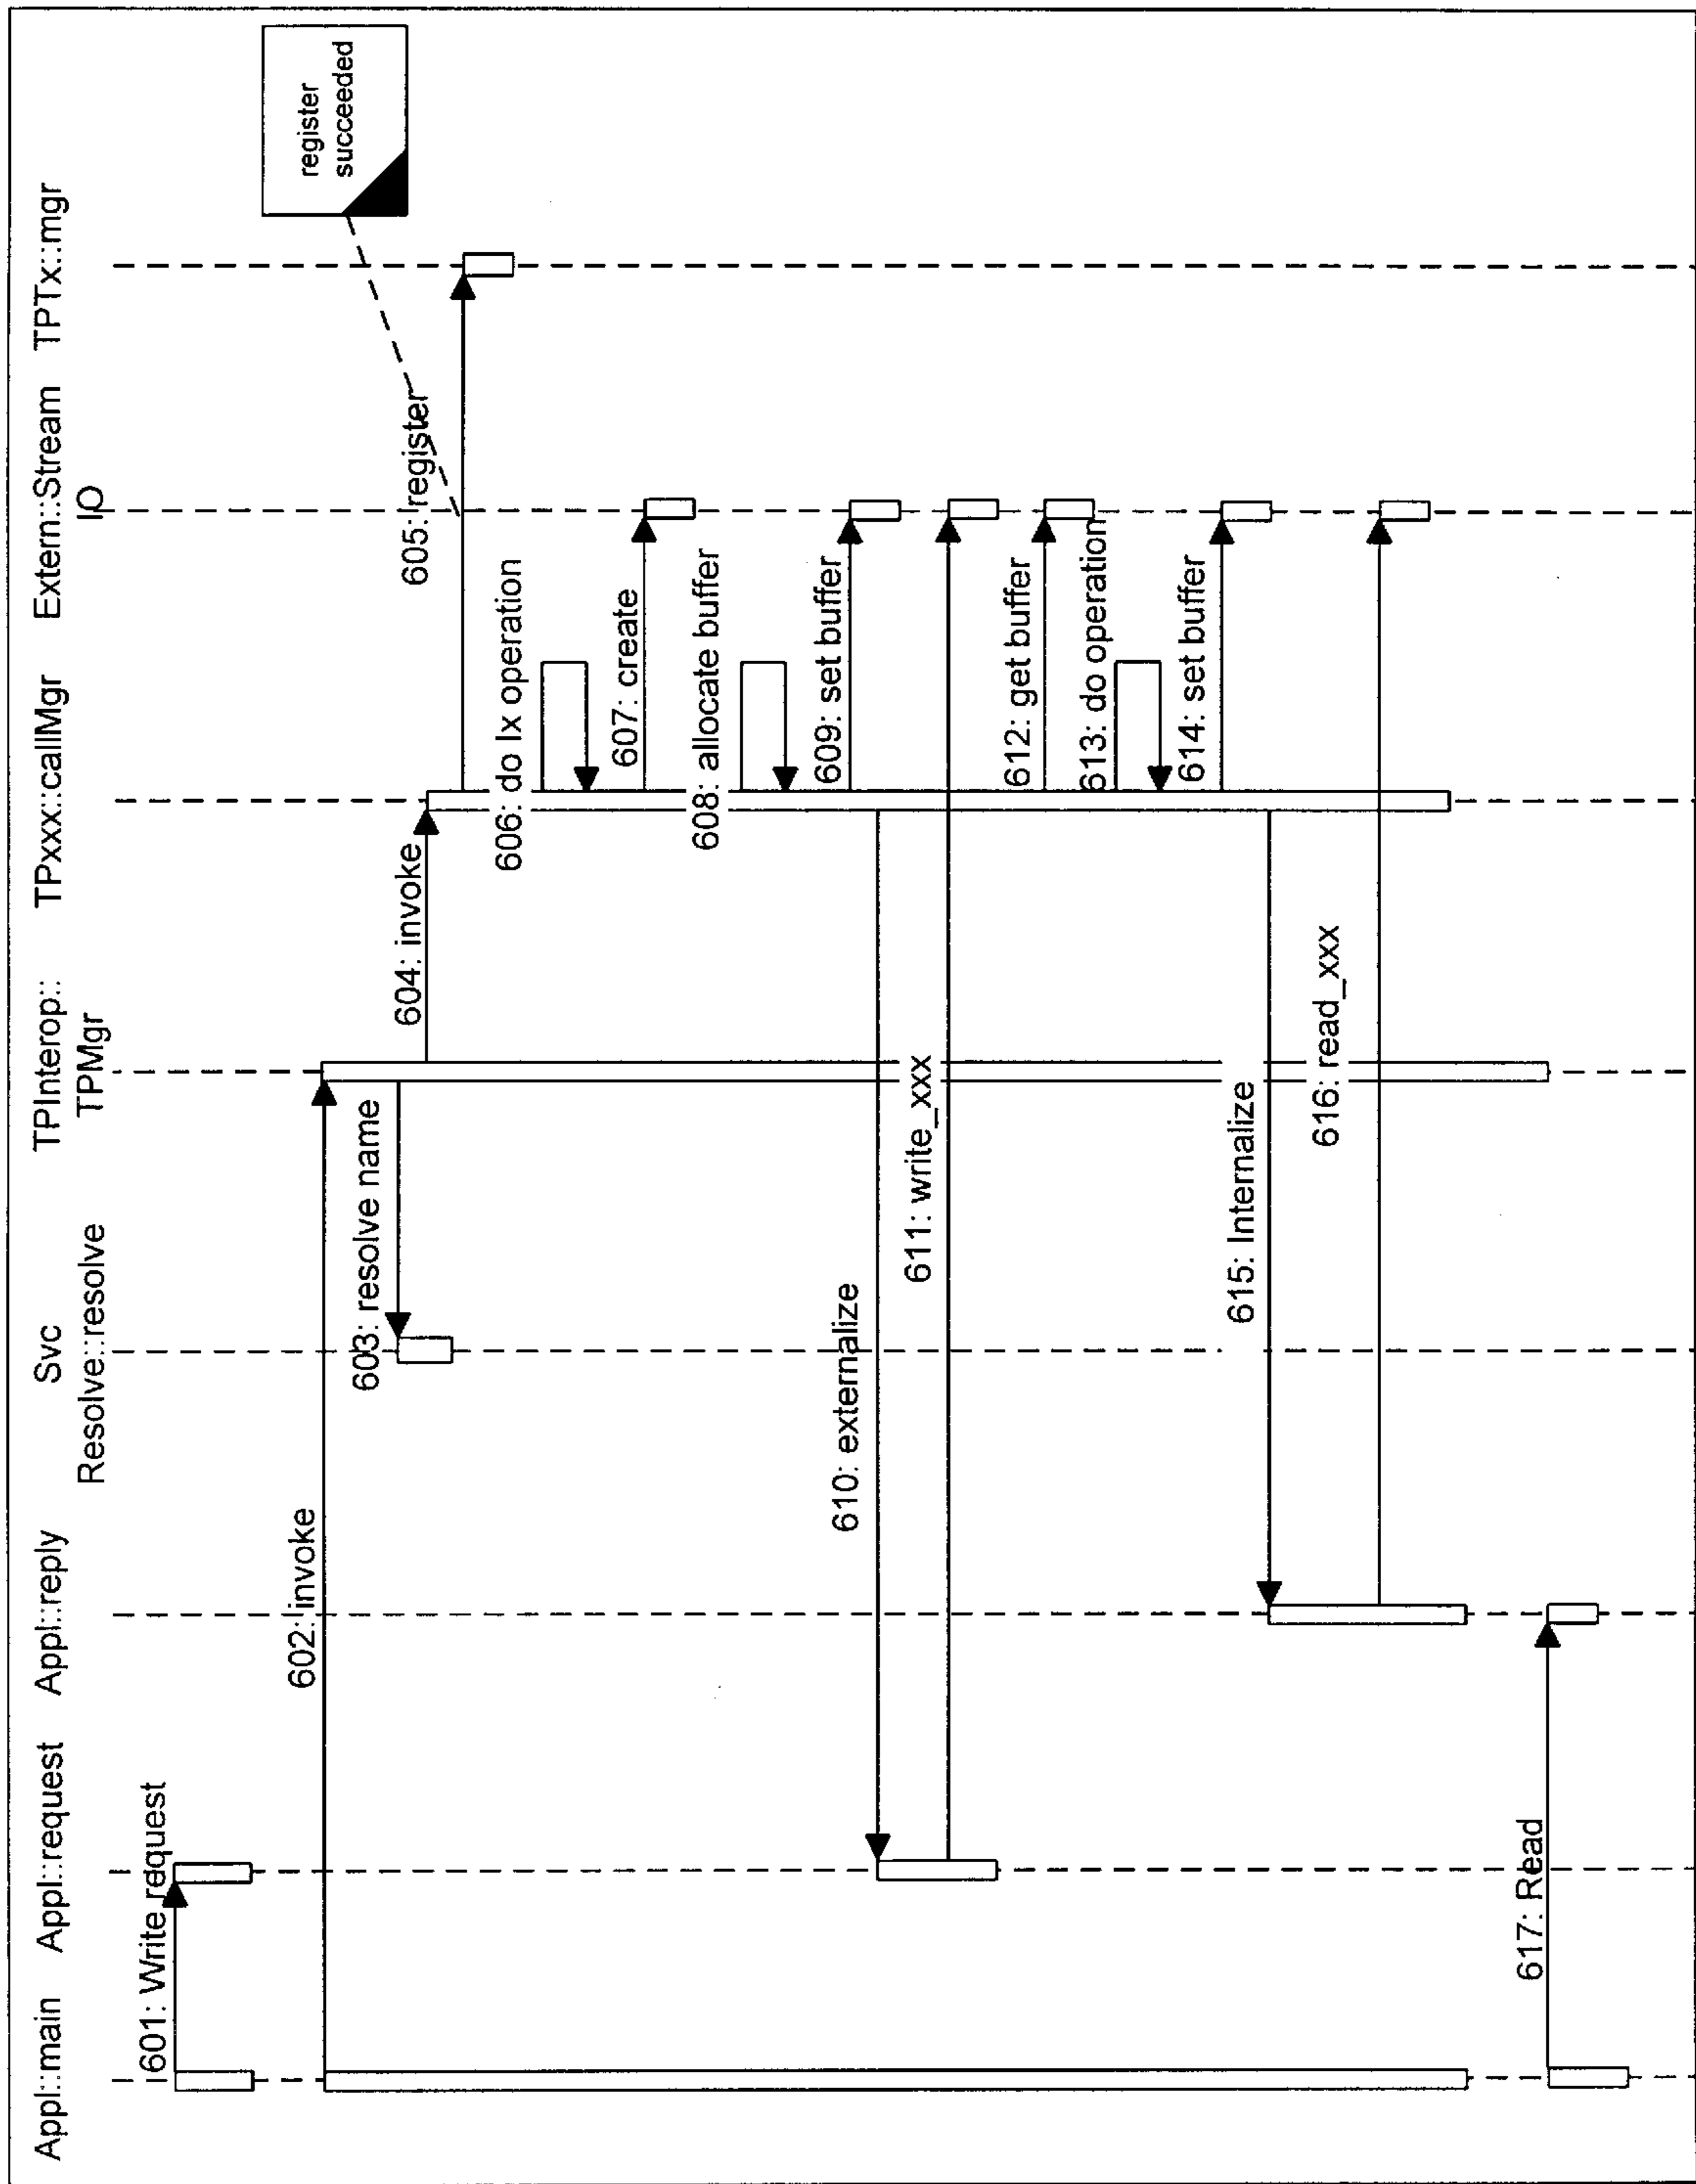 Appl::main
Appl::request
Appl::reply
Svc
Resolve::resolve
TPInterop::
TPMgr
TPxxx::callMgr
Extern::Stream
IO
TPTx::mgr
601: Write request
602: invoke
603: resolve name
604: invoke
605: register
register
succeeded
606: do Ix operation
607: create
608: allocate buffer
609: set buffer
610: externalize
611: write_xxx
612: get buffer
613: do operation
614: set buffer
615: Internalize
616: read_xxx
617: Read